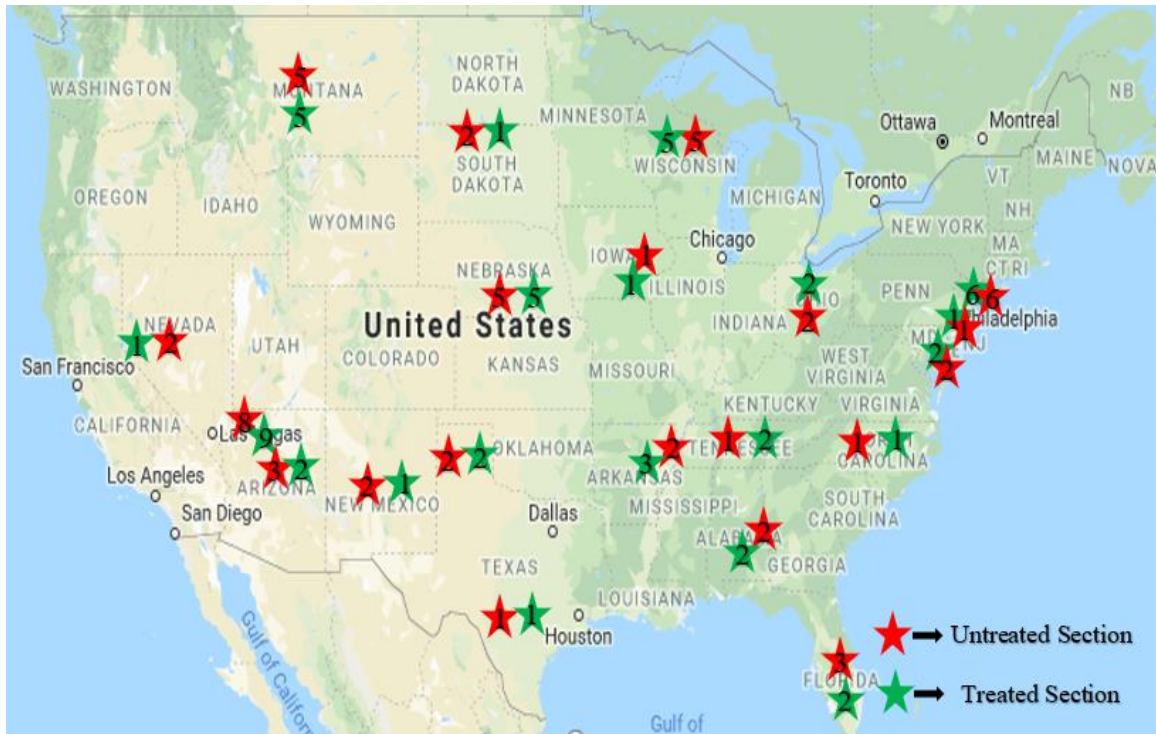 NORTH
DAKOTA
WASHINGTON
5
MONTANA
5
NB
MINNESOTA
2
1
Ottawa
Montreal
5
5
WISCONSIN
MAINE
NOVA
SOUTH
DAKOTA
VT
MICHIGAN
Toronto
OREGON
IDAHO
NH
WYOMING
NEW YORK
Chicago
MA
1
IOWA
CT
RI
NEBRASKA
1
ILLINOIS
2
PENN
6
6
5
5
OHIO
NEVADA
United States
INDIANA
2
1
1
Philadelphia
1
2
UTAH
MD
NJ
2
COLORADO
KANSAS
MISSOURI
WEST
VIRGINIA
2
San Francisco
KENTUCKY
VIRGINIA
CALIFORNIA
8
Las Vegas
9
2
1
2
1
1
TENNESSEE
NORTH
CAROLINA
2
2
OKLAHOMA
3
ARKANSAS
3
2
ARIZONA
Los Angeles
2
1
NEW MEXICO
MISSISSIPPI
SOUTH
CAROLINA
San Diego
Dallas
2
ALABAMA
2
GEORGIA
TEXAS
LOUISIANA
1
1
Houston
Gulf of California
Untreated Section
3
FLORIDA
2
Treated Section
Gulf of